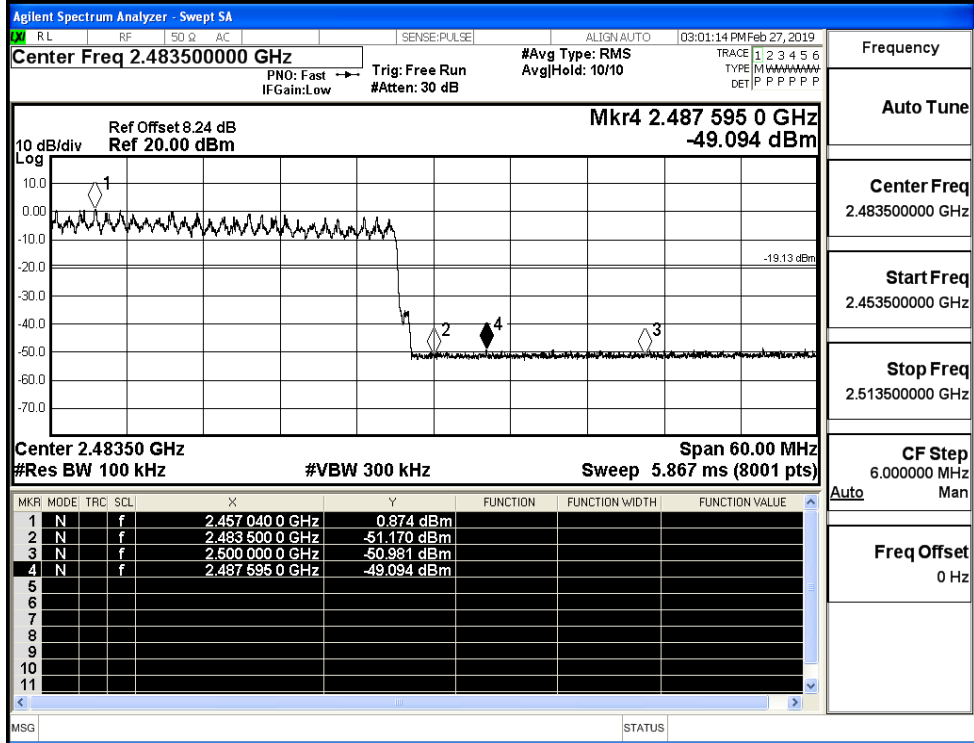 Agilent Spectrum Analyzer - Swept SA
LXI RL RF 50 Ω AC SENSE:PULSE ALIGN AUTO 03:01:14 PM Feb 27, 2019
Center Freq 2.483500000 GHz
PNO: Fast
IFGain:Low
Trig: Free Run
#Atten: 30 dB
#Avg Type: RMS
Avg|Hold: 10/10
TRACE 1 2 3 4 5 6
TYPE M WWWWW
DET P P P P P P
Mkr4 2.487 595 0 GHz
-49.094 dBm
Ref Offset 8.24 dB
10 dB/div Ref 20.00 dBm
Log
10.0
0.00
-10.0
-20.0
-30.0
-40.0
-50.0
-60.0
-70.0
1
2
4
3
-19.13 dBm
Center 2.48350 GHz Span 60.00 MHz
#Res BW 100 kHz #VBW 300 kHz Sweep 5.867 ms (8001 pts)
MKR MODE TRC SCL X Y FUNCTION FUNCTION WIDTH FUNCTION VALUE
1 N f 2.457 040 0 GHz 0.874 dBm
2 N f 2.483 500 0 GHz -51.170 dBm
3 N f 2.500 000 0 GHz -50.981 dBm
4 N f 2.487 595 0 GHz -49.094 dBm
5
6
7
8
9
10
11
MSG STATUS
Frequency
Auto Tune
Center Freq
2.483500000 GHz
Start Freq
2.453500000 GHz
Stop Freq
2.513500000 GHz
CF Step
6.000000 MHz
Auto Man
Freq Offset
0 Hz